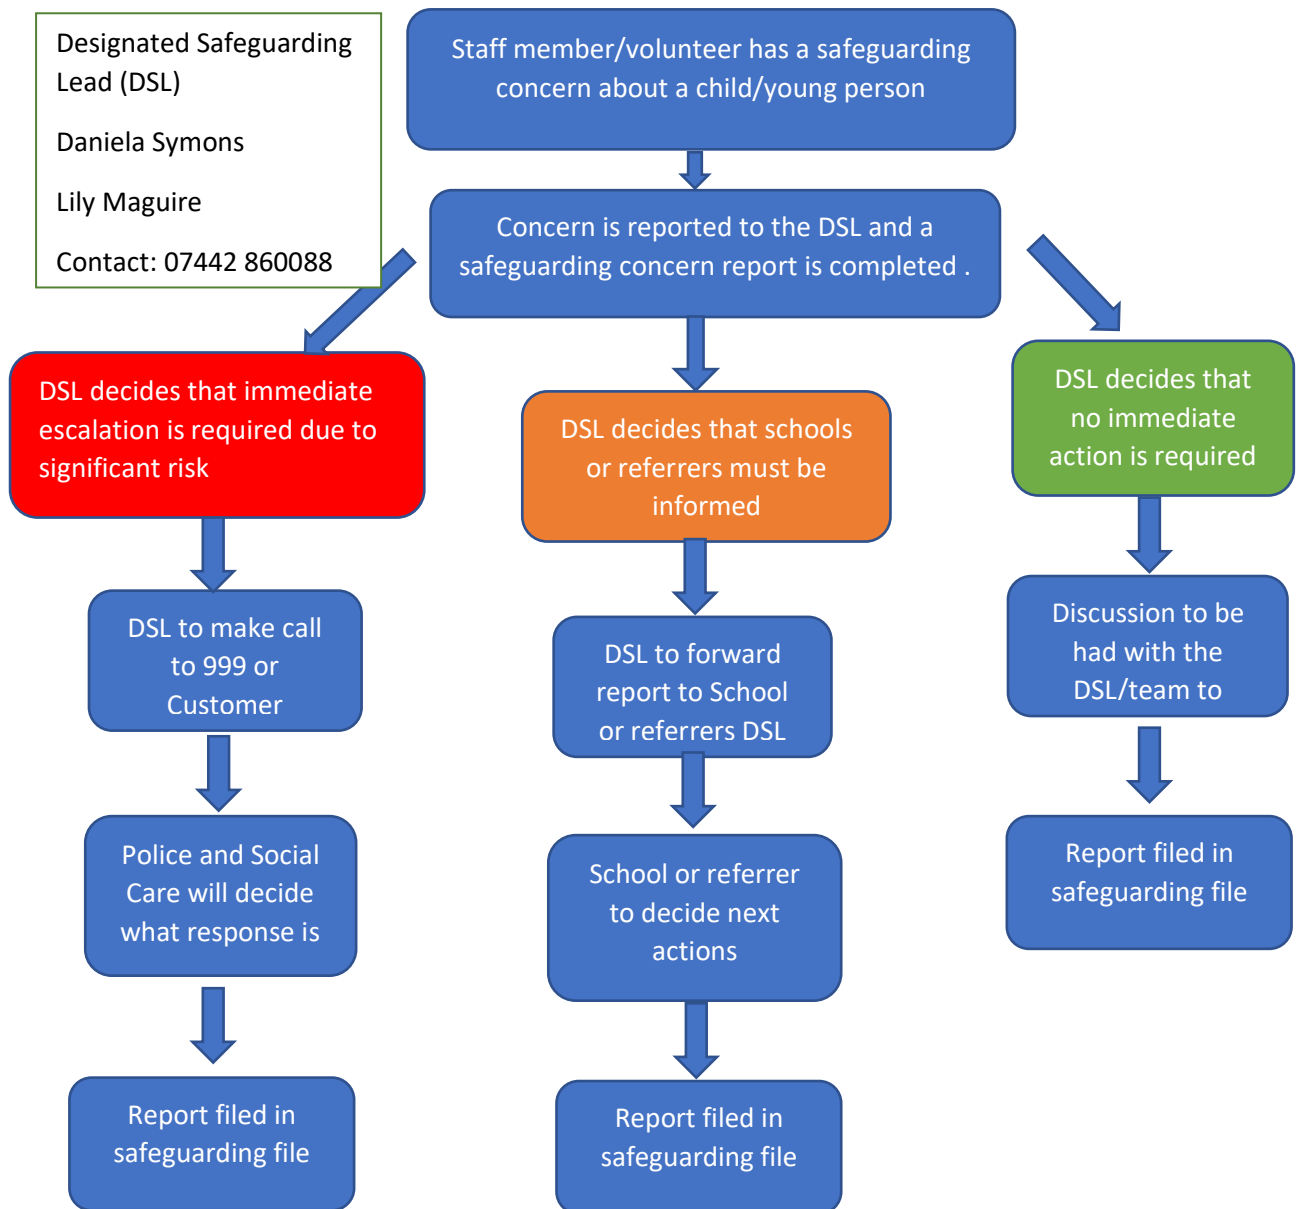 Designated Safeguarding
Lead (DSL)
Daniela Symons
Lily Maguire
Contact: 07442 860088
Staff member/volunteer has a safeguarding
concern about a child/young person
Concern is reported to the DSL and a
safeguarding concern report is completed .
DSL decides that immediate
escalation is required due to
significant risk
DSL to make call
to 999 or
Customer
Police and Social
Care will decide
what response is
Report filed in
safeguarding file
DSL decides that schools
or referrers must be
informed
DSL to forward
report to School
or referrers DSL
School or referrer
to decide next
actions
Report filed in
safeguarding file
DSL decides that
no immediate
action is required
Discussion to be
had with the
DSL/team to
Report filed in
safeguarding file